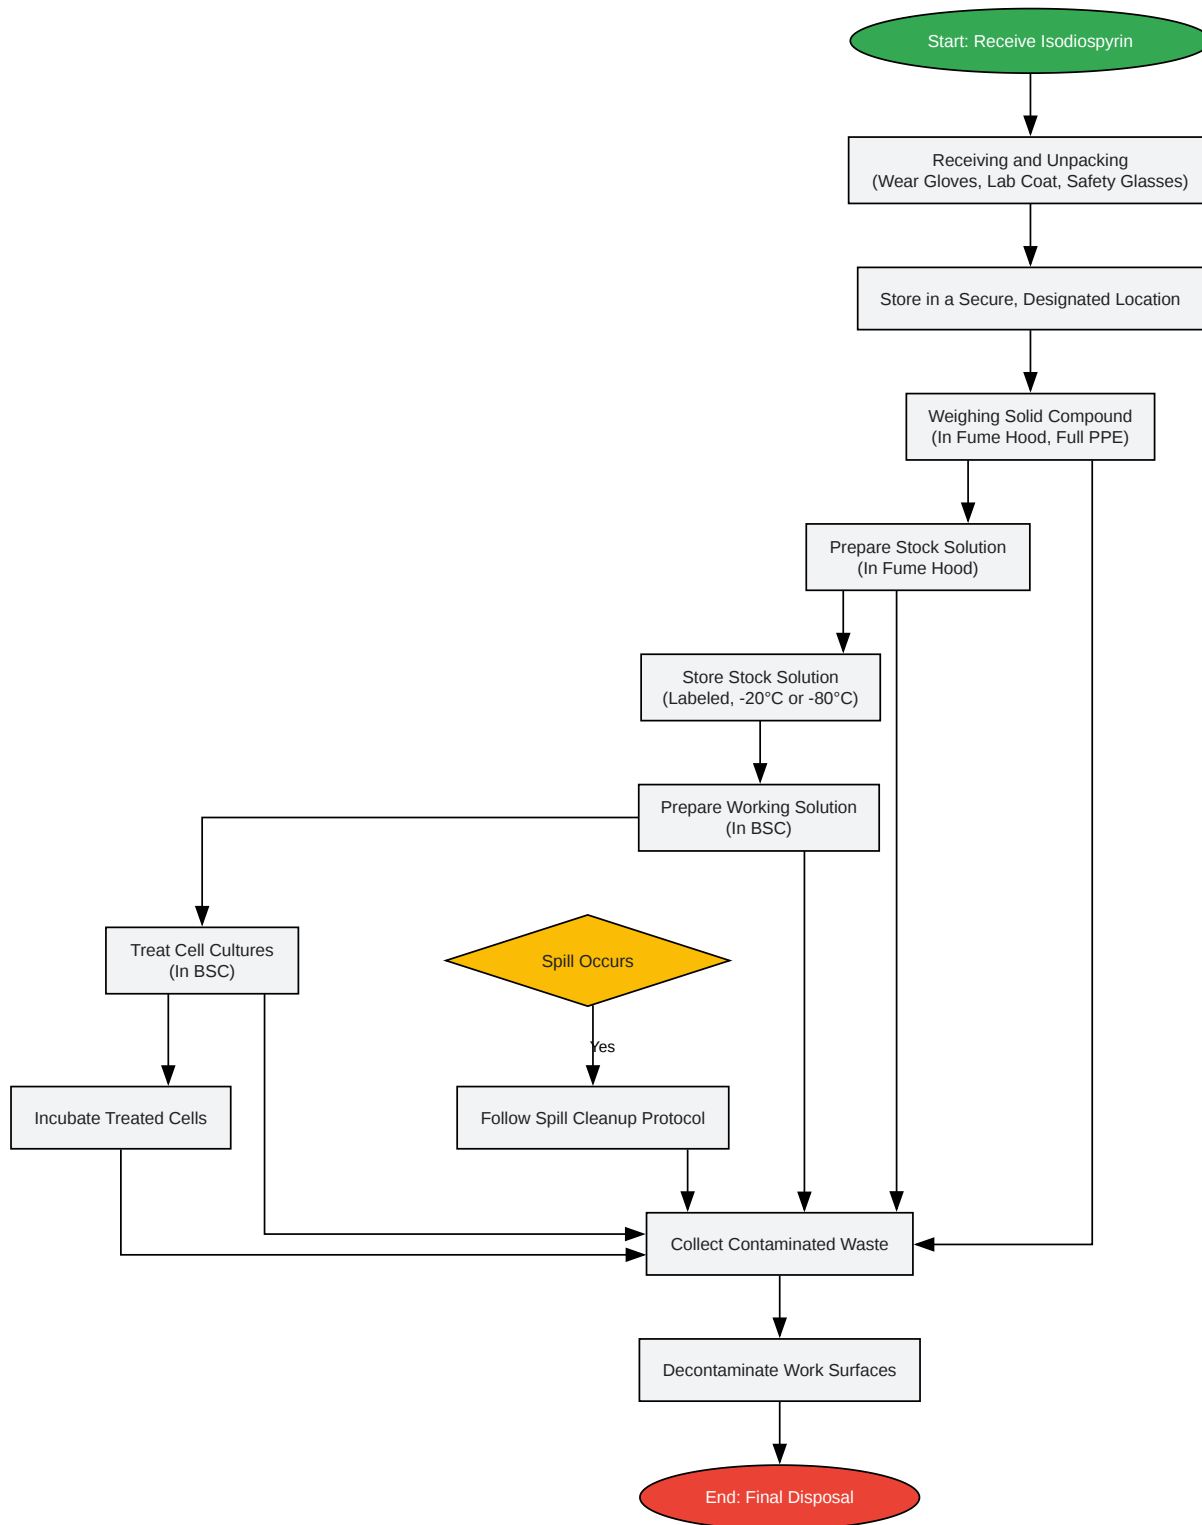 Start: Receive Isodiospyrin
Receiving and Unpacking
(Wear Gloves, Lab Coat, Safety Glasses)
Store in a Secure, Designated Location
Weighing Solid Compound
(In Fume Hood, Full PPE)
Prepare Stock Solution
(In Fume Hood)
Store Stock Solution
(Labeled, -20°C or -80°C)
Prepare Working Solution
(In BSC)
Treat Cell Cultures
(In BSC)
Spill Occurs
Yes
Incubate Treated Cells
Follow Spill Cleanup Protocol
Collect Contaminated Waste
Decontaminate Work Surfaces
End: Final Disposal